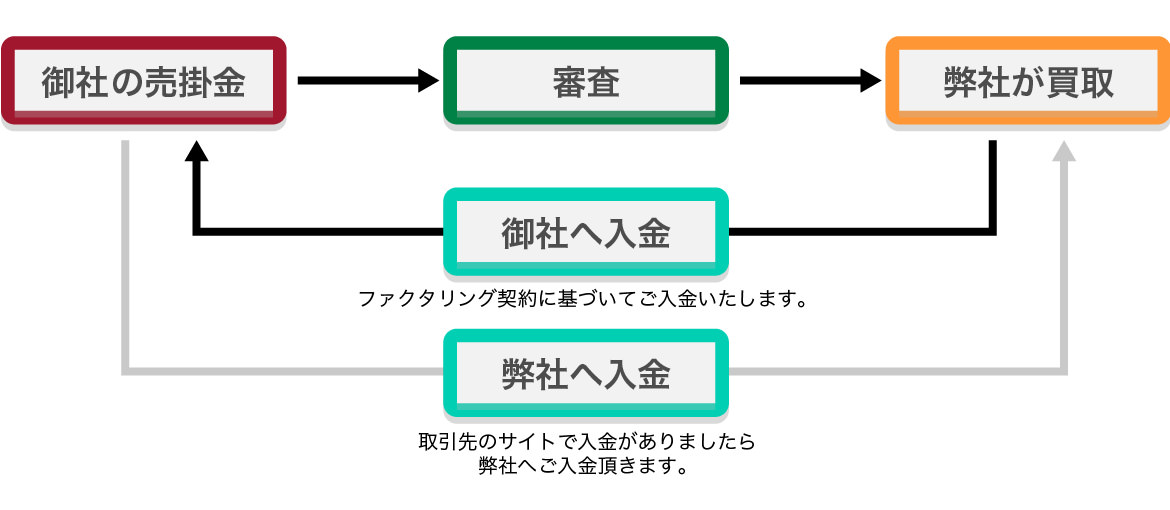 御社の売掛金
審査
弊社が買取
御社へ入金
ファクタリング契約に基づいてご入金いたします。
弊社へ入金
取引先のサイトで入金がありましたら
弊社へご入金頂きます。